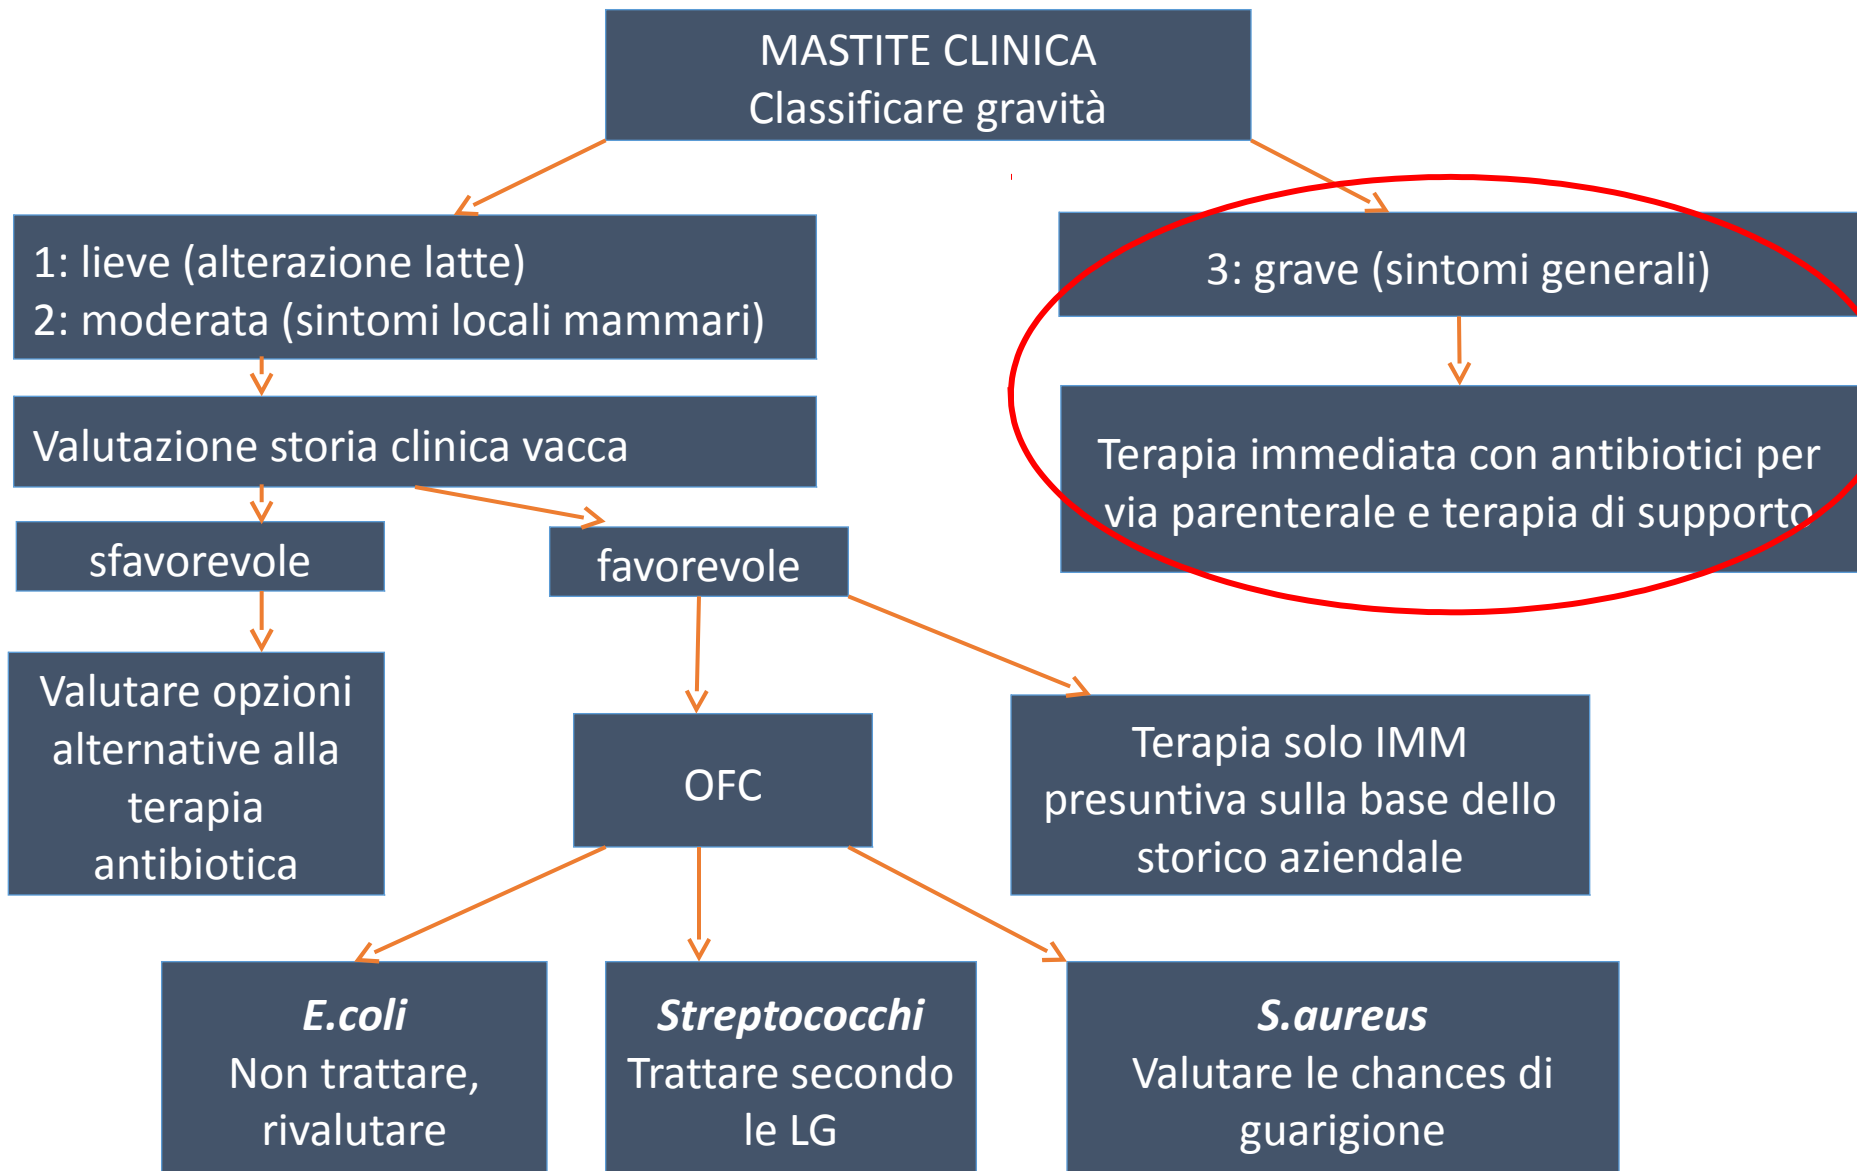 MASTITE CLINICA
Classificare gravità
1: lieve (alterazione latte)
2: moderata (sintomi locali mammari)
3: grave (sintomi generali)
Valutazione storia clinica vacca
Terapia immediata con antibiotici per
via parenterale e terapia di supporto
sfavorevole
favorevole
Valutare opzioni
alternative alla
terapia
antibiotica
OFC
Terapia solo IMM
presuntiva sulla base dello
storico aziendale
E.coli
Non trattare,
rivalutare
Streptococchi
Trattare secondo
le LG
S.aureus
Valutare le chances di
guarigione